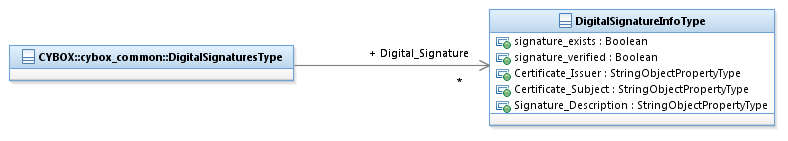 DigitalSignatureInfoType
signature_exists : Boolean
signature_verified : Boolean
Certificate_Issuer : StringObjectPropertyType
Certificate_Subject : StringObjectPropertyType
Signature_Description : StringObjectPropertyType
CYBOX::cybox_common::DigitalSignaturesType
+ Digital_Signature
*